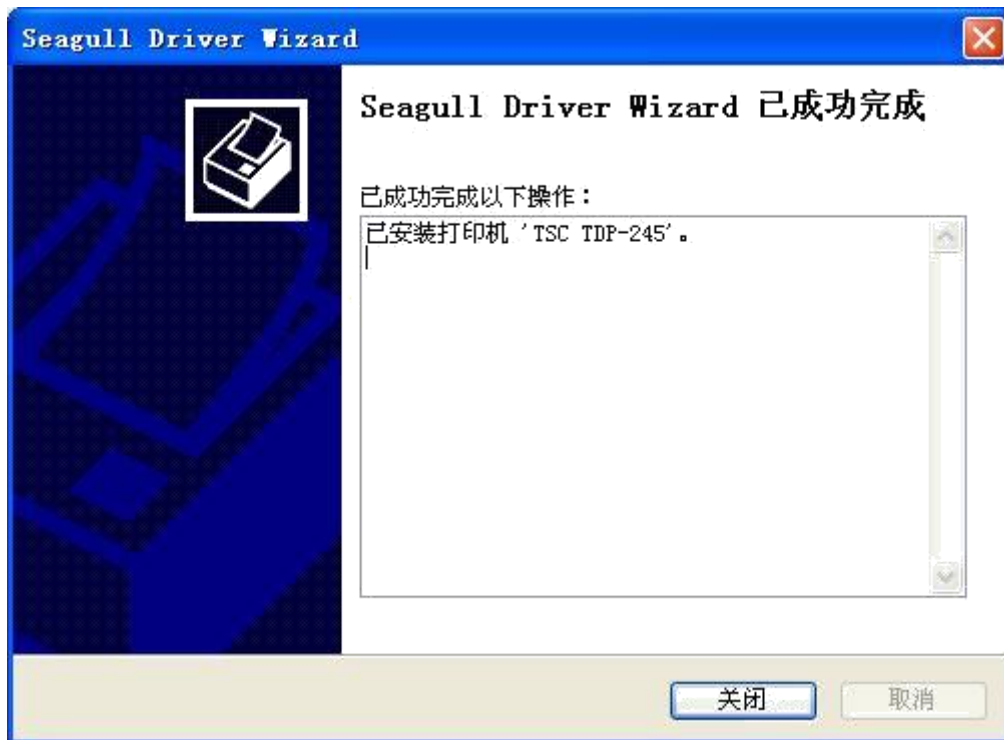 Seagull Driver Wizard
Seagull Driver Wizard 已成功完成
已成功完成以下操作：
已安装打印机 'TSC TDP-245'。
关闭
取消